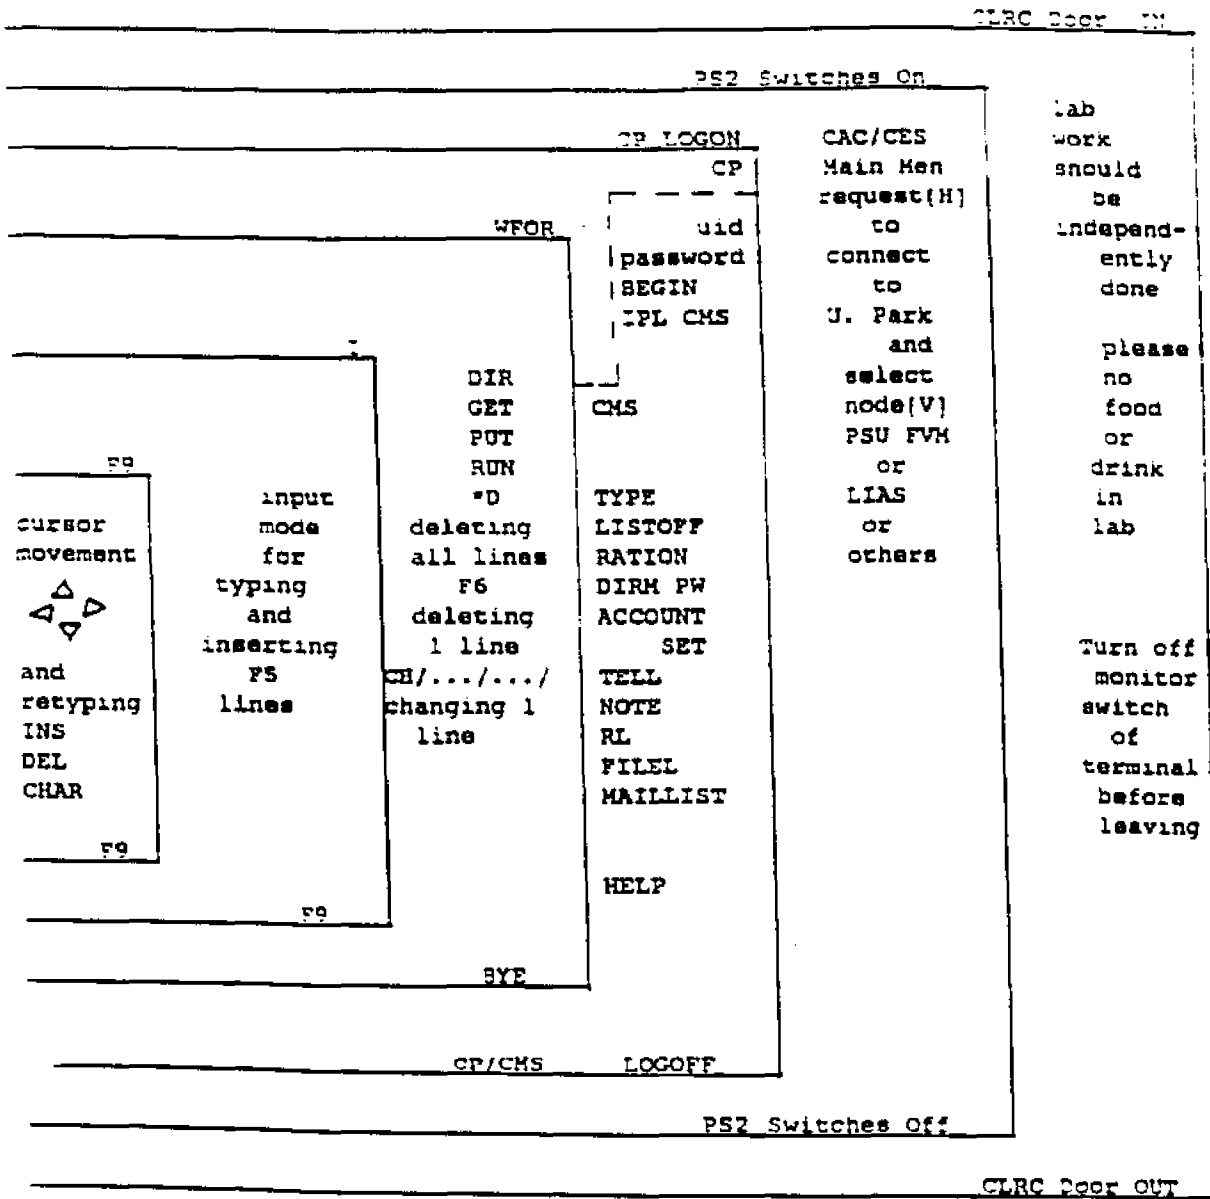 CLRC Door IN
PS2 Switches On
CP LOGON
CP
uid
password
BEGIN
IPL CMS
CMS
TYPE
LISTOFF
RATION
DIRM PW
ACCOUNT
SET
TELL
NOTE
RL
FILEL
MAILLIST
HELP
WFOR
DIR
GET
PUT
RUN
*D
deleting
all lines
F6
deleting
1 line
CH/.../.../
changing 1
line
I
input
mode
for
typing
and
inserting
F5
lines
F9
cursor
movement
and
retyping
INS
DEL
CHAR
F9
F9
BYE
CP/CMS LOGOFF
CAC/CES
Main Men
request[H]
to
connect
to
U. Park
and
select
node[V]
PSU FVM
or
LIAS
or
others
lab
work
should
be
independ-
ently
done
please
no
food
or
drink
in
lab
Turn off
monitor
switch
of
terminal
before
leaving
PS2 Switches Off
CLRC Door OUT